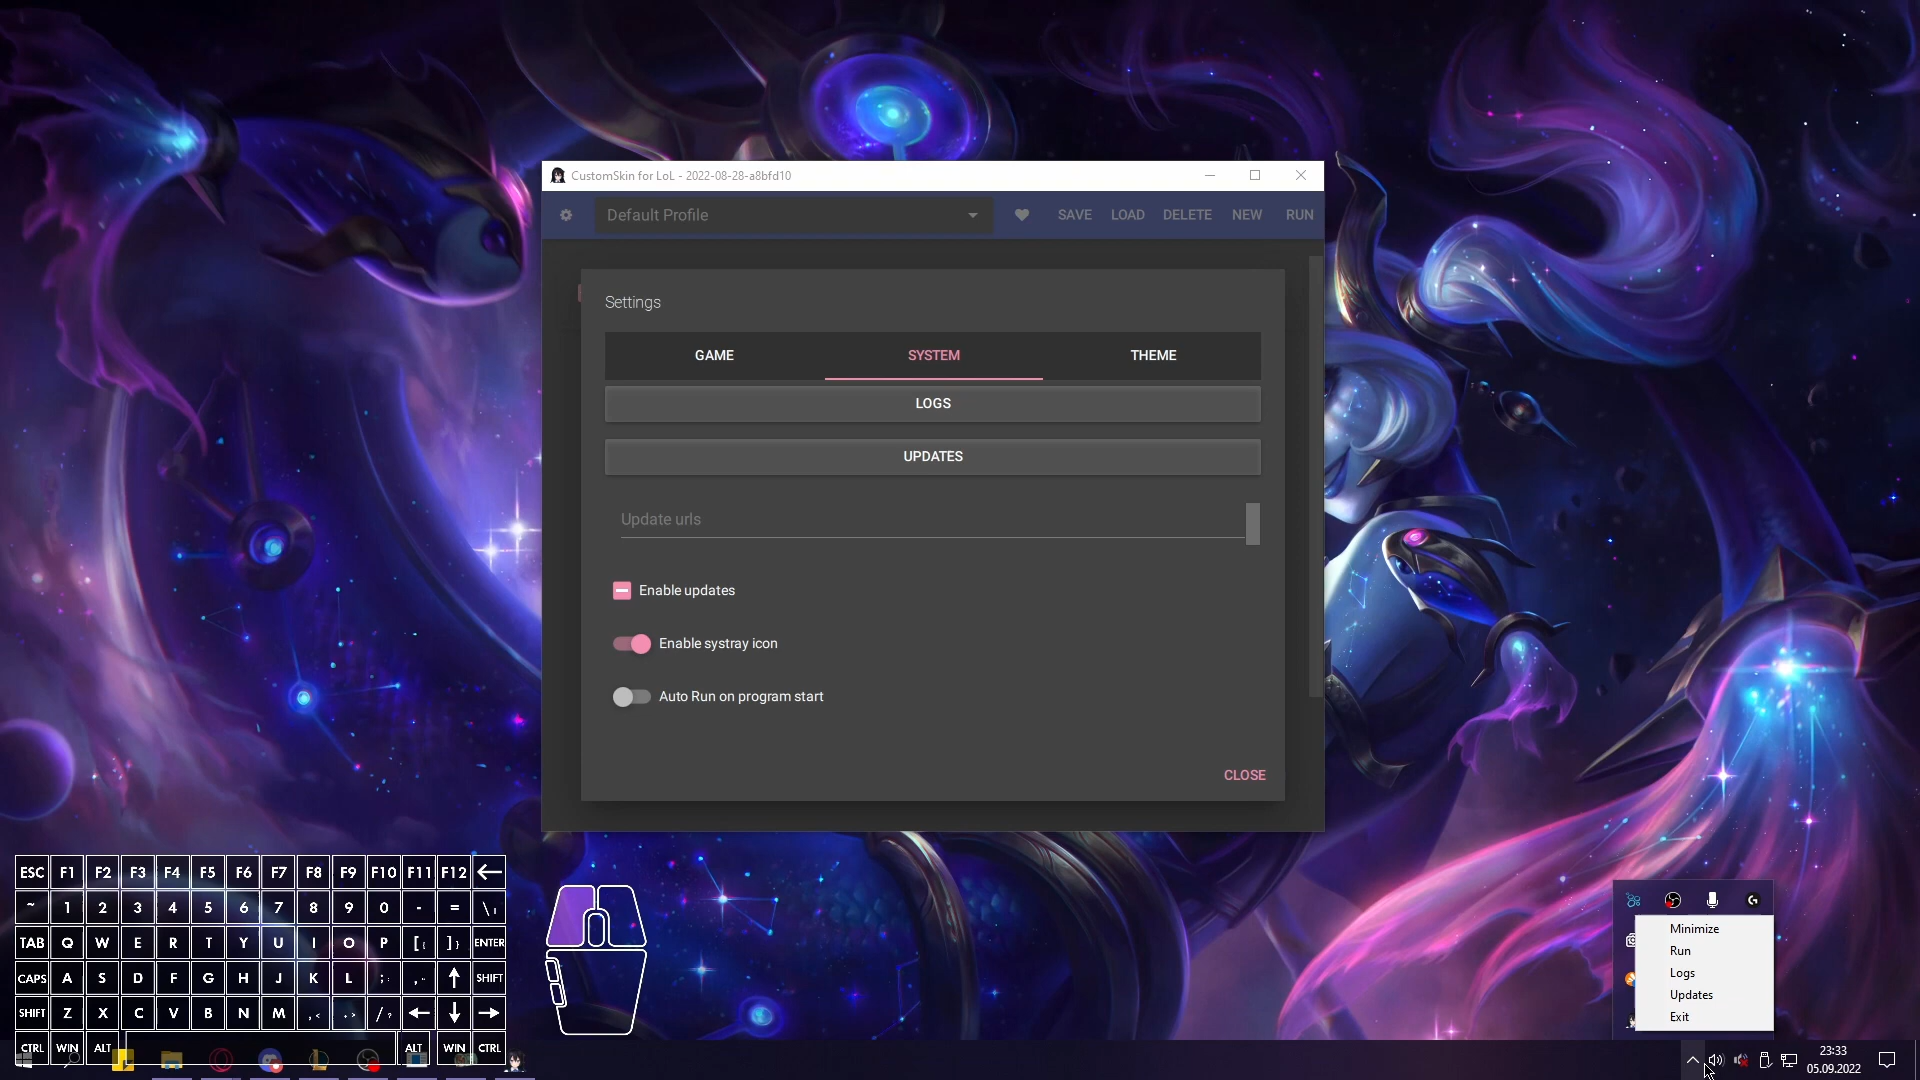 CustomSkin for LoL - 2022-08-28-a8bfd10
Default Profile
SAVE LOAD DELETE NEW RUN
Settings
GAME SYSTEM THEME
LOGS
UPDATES
Update urls
Enable updates
Enable systray icon
Auto Run on program start
CLOSE
ESC F1 F2 F3 F4 F5 F6 F7 F8 F9 F10 F11 F12 ←
~ 1 2 3 4 5 6 7 8 9 0 - = \ |
TAB Q W E R T Y U I O P [ { ] } ENTER
CAPS A S D F G H J K L ; : , " ↑ SHIFT
SHIFT Z X C V B N M , < . > / ? ← ↓ →
CTRL WIN ALT ALT WIN CTRL
Minimize
Run
Logs
Updates
Exit
23:33
05.09.2022